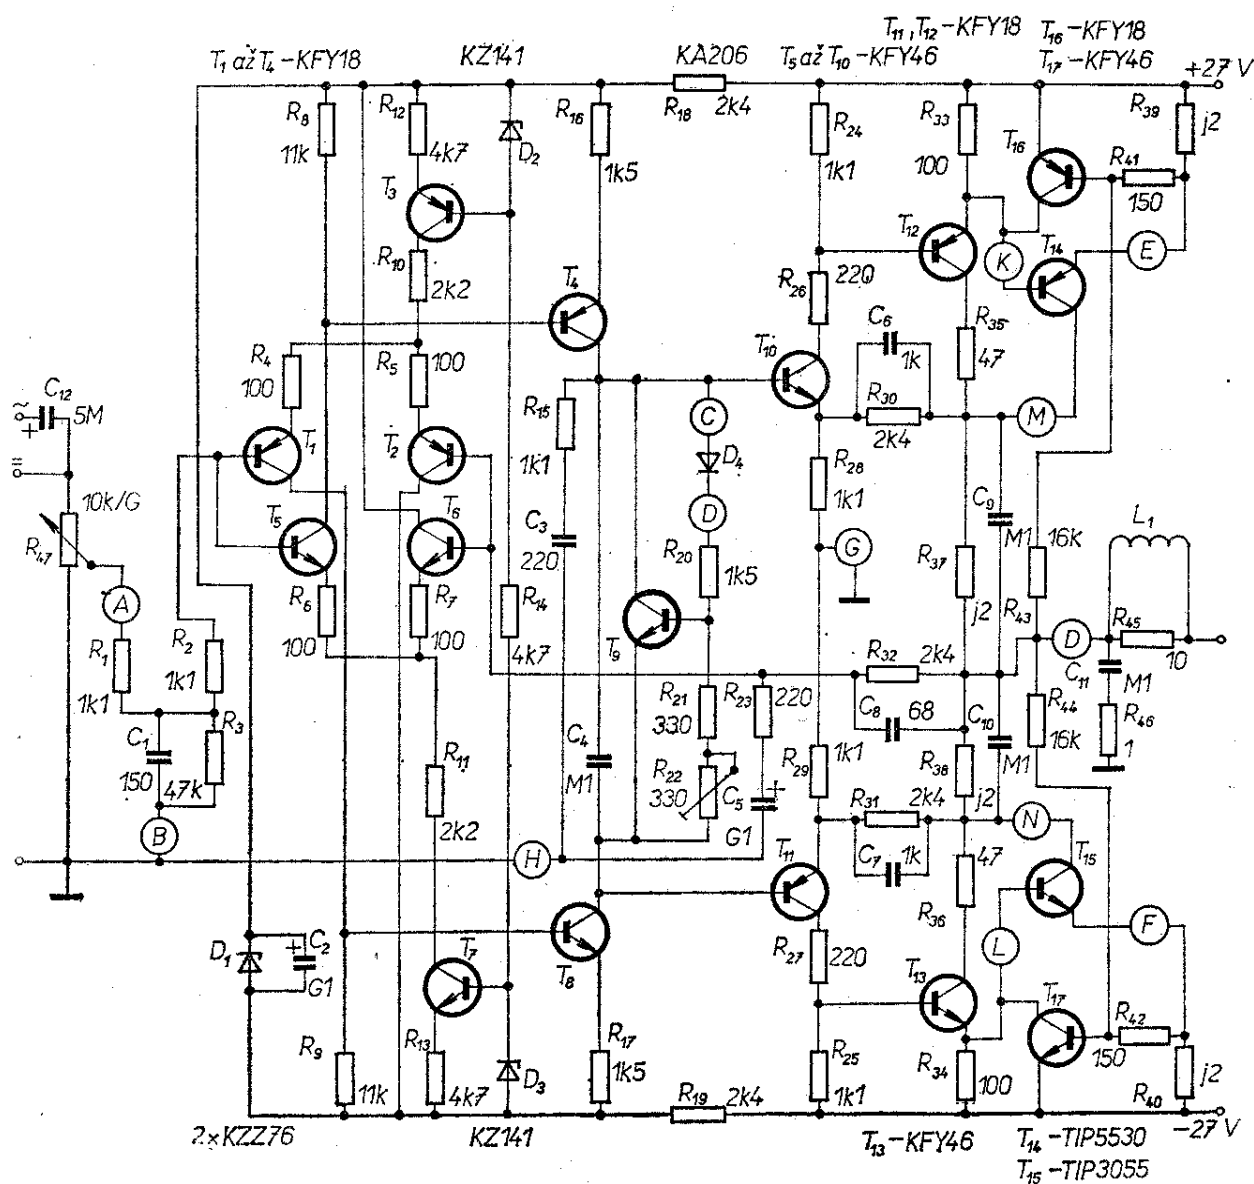 T11, T12-KFY18
T16-KFY18
T1 až T4-KFY18
KZ141
KA206
T5 až T10-KFY46
T17-KFY46
+27 V
R8
11k
R12
4k7
D2
R16
1k5
R18
2k4
R24
1k1
R33
100
T16
R39
j2
R41
150
T3
R10
2k2
T4
T12
K
T14
E
R26
220
R4
100
R5
100
C6
1k
R35
47
T10
C12
5M
~
+
=
R15
1k1
C
D4
R30
2k4
M
T1
T2
R28
1k1
10k/G
R47
T5
T6
C3
220
D
G
C9
M1
16k
L1
R20
1k5
R37
j2
A
R6
100
R7
100
R14
4k7
T9
R43
D
R45
10
R1
1k1
R2
1k1
R32
2k4
C11
M1
R21
330
R23
220
C8
68
C10
M1
R44
16k
R46
1
C1
150
R3
47k
C4
M1
R11
2k2
R22
330
C5
+
G1
R29
1k1
R38
j2
R31
2k4
N
B
H
T11
C7
1k
47
R36
T15
F
D1
+
C2
G1
T7
T8
R27
220
T13
L
T17
R42
150
R9
11k
R13
4k7
D3
R17
1k5
R25
1k1
R34
100
R40
j2
R19
2k4
-27 V
2×KZZ76
KZ141
T13-KFY46
T14-TIP5530
T15-TIP3055